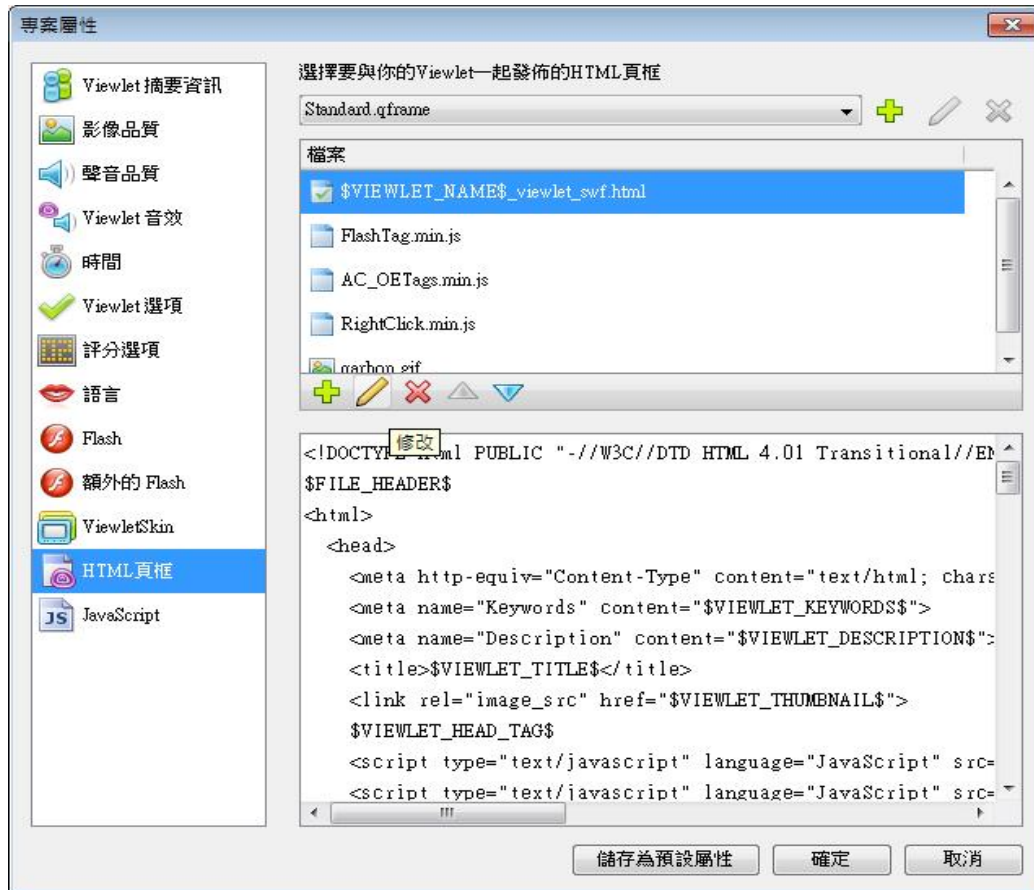 專案屬性
Viewlet 摘要資訊
影像品質
聲音品質
Viewlet 音效
時間
Viewlet 選項
評分選項
語言
Flash
額外的 Flash
ViewletSkin
HTML頁框
JS JavaScript
選擇要與你的Viewlet一起發佈的HTML頁框
Standard.qframe
檔案
$VIEWLET_NAME$_viewlet_swf.html
FlashTag.min.js
AC_OETags.min.js
RightClick.min.js
修改
<!DOCTYPE html PUBLIC "-//W3C//DTD HTML 4.01 Transitional//EN
$FILE_HEADER$
<html>
<head>
<meta http-equiv="Content-Type" content="text/html; chars
<meta name="Keywords" content="$VIEWLET_KEYWORDS$">
<meta name="Description" content="$VIEWLET_DESCRIPTION$">
<title>$VIEWLET_TITLE$</title>
<link rel="image_src" href="$VIEWLET_THUMBNAIL$">
$VIEWLET_HEAD_TAG$
<script type="text/javascript" language="JavaScript" src=
<script type="text/javascript" language="JavaScript" src=
儲存為預設屬性
確定
取消